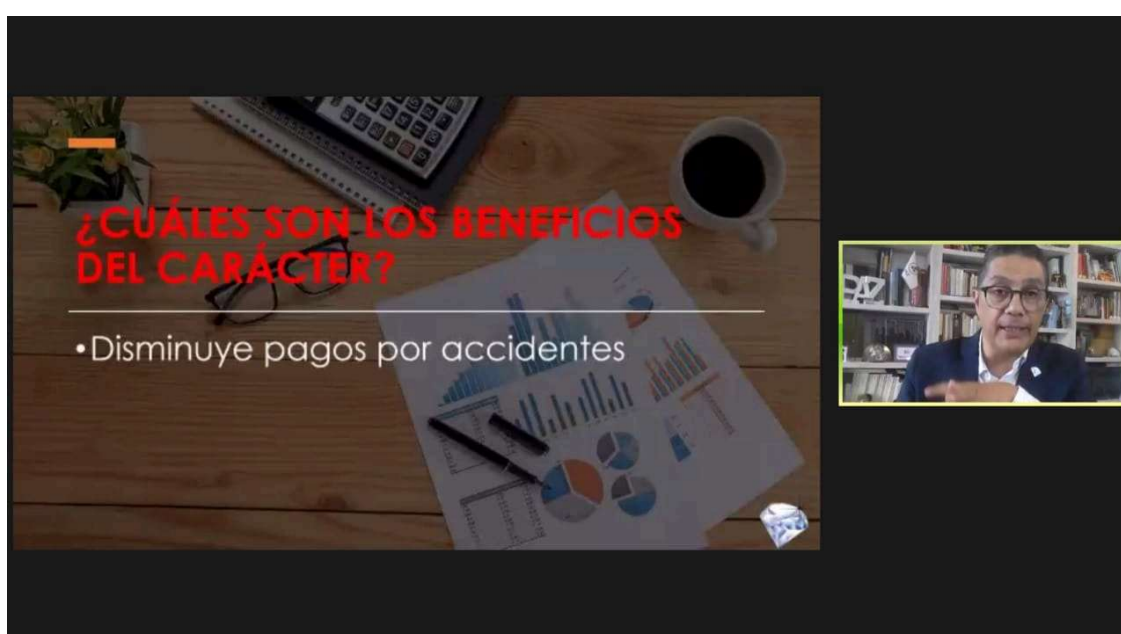 ¿CUÁLES SON LOS BENEFICIOS
DEL CARÁCTER?
•Disminuye pagos por accidentes